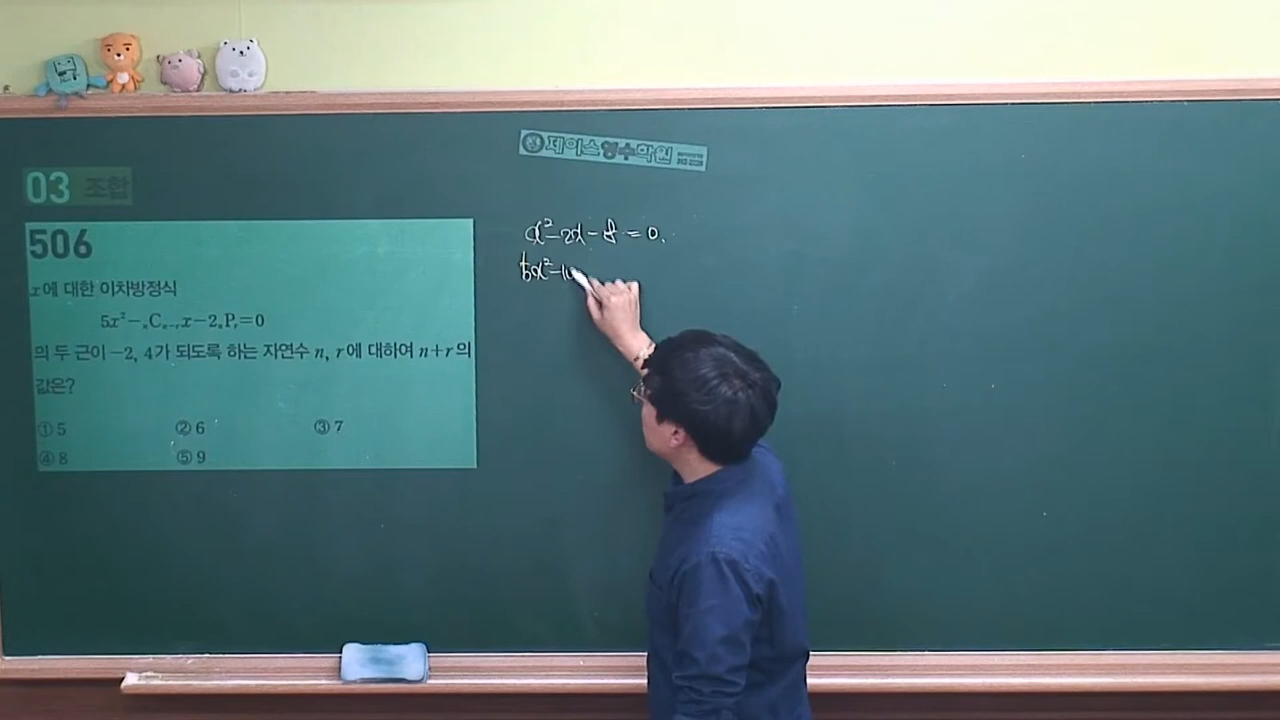 제이스영수학원
03 조합
506
x에 대한 이차방정식
5x²−ₙCₙ₋ᵣx−2ₙPᵣ=0
의 두 근이 −2, 4가 되도록 하는 자연수 n, r에 대하여 n+r의
값은?
① 5 ② 6 ③ 7
④ 8 ⑤ 9
x²−2x−8=0.
5x²−10